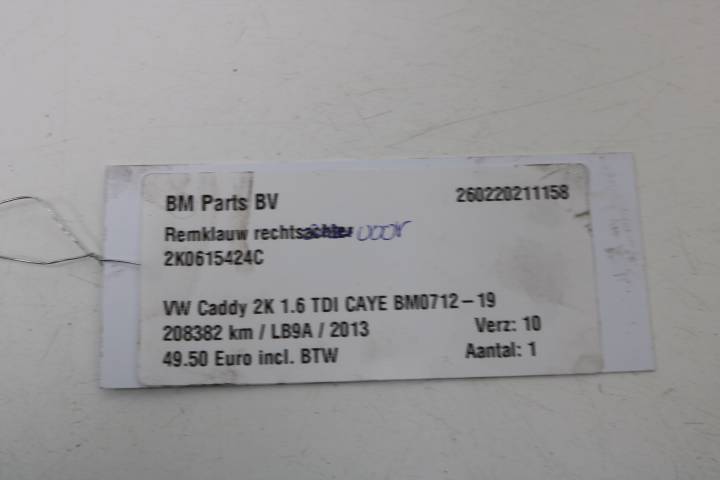 BM Parts BV 260220211158
Remklauw rechtsachter voor
2K0615424C
VW Caddy 2K 1.6 TDI CAYE BM0712-19
208382 km / LB9A / 2013 Verz: 10
49.50 Euro incl. BTW Aantal: 1